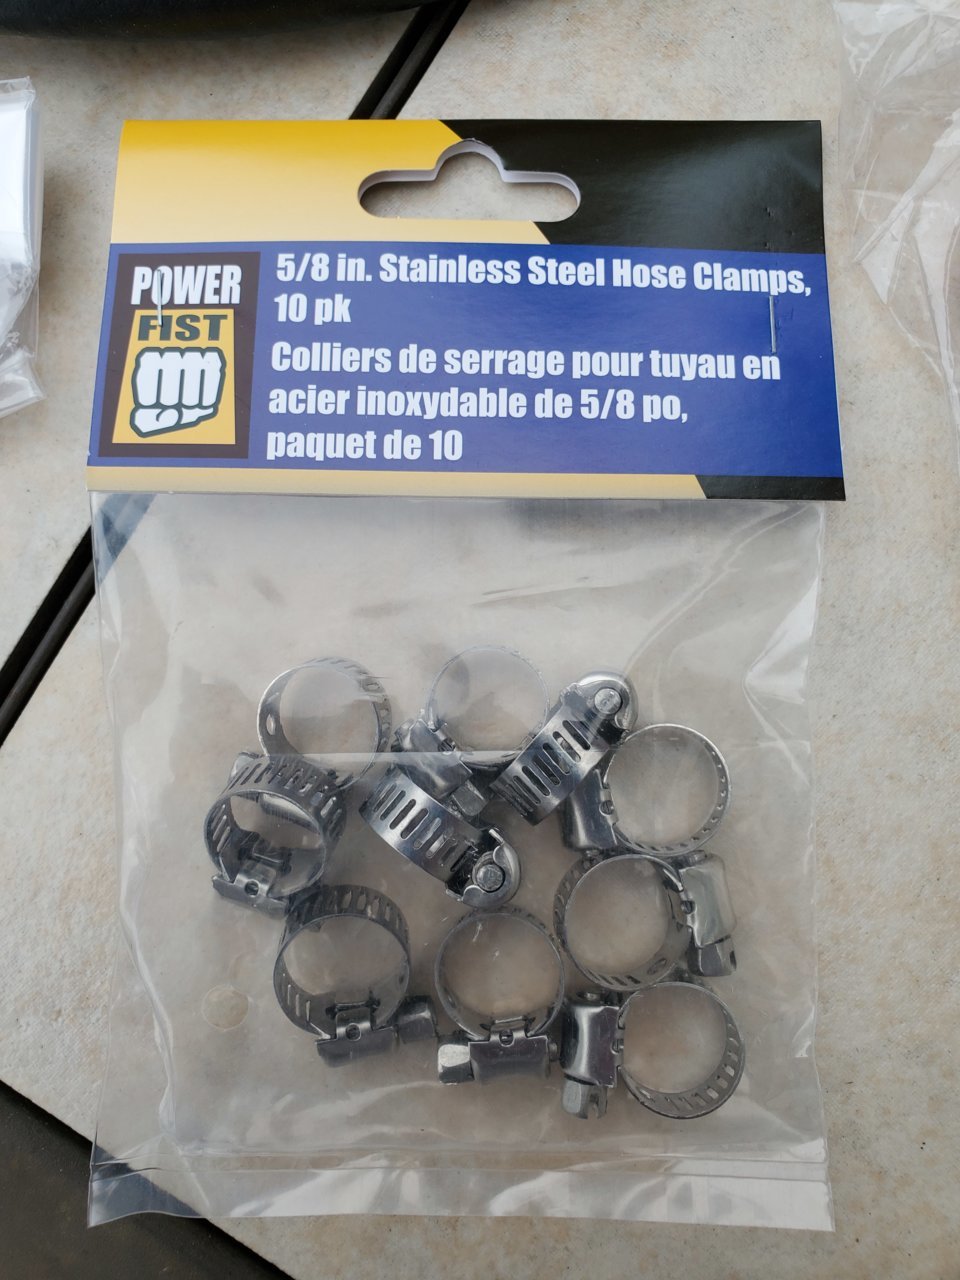 POWER
FIST
5/8 in. Stainless Steel Hose Clamps,
10 pk
Colliers de serrage pour tuyau en
acier inoxydable de 5/8 po,
paquet de 10